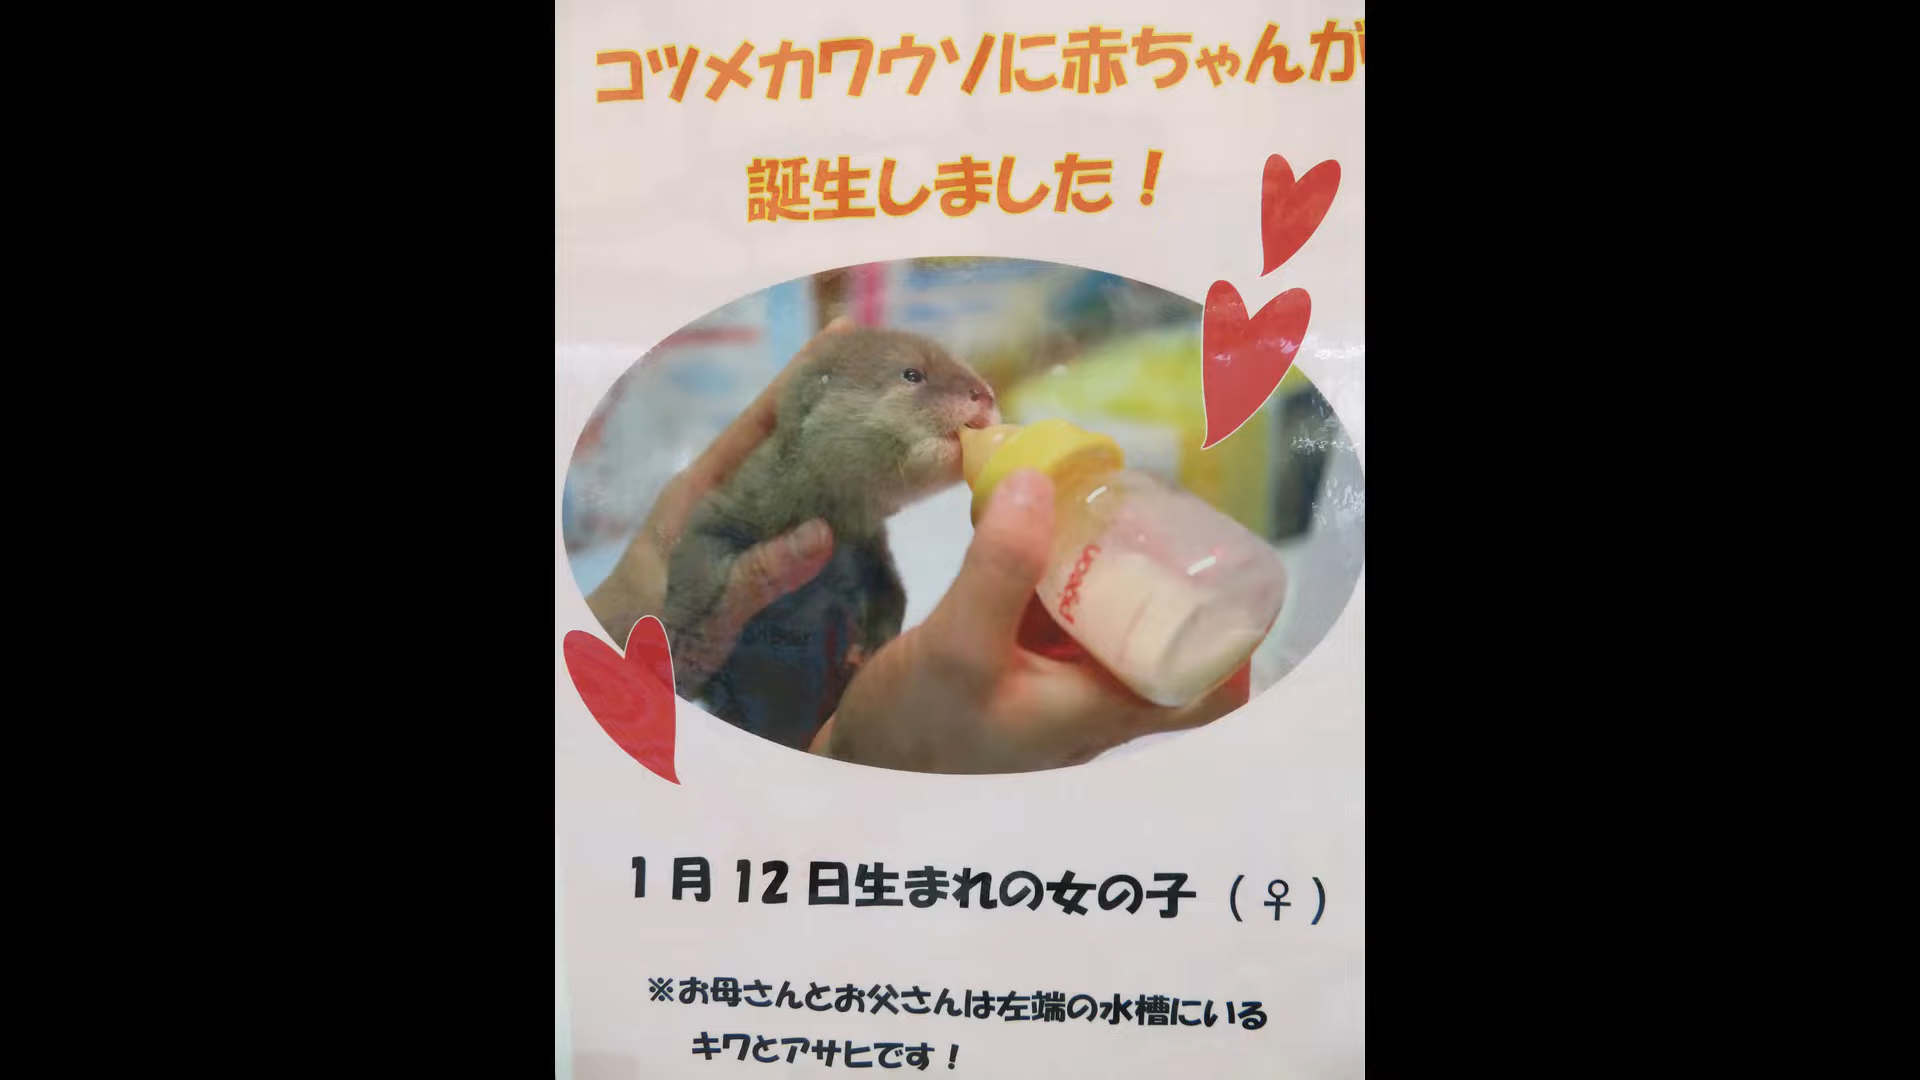 コツメカワウソに赤ちゃんが
誕生しました！
1月12日生まれの女の子（♀）
※お母さんとお父さんは左端の水槽にいる
キワとアサヒです！